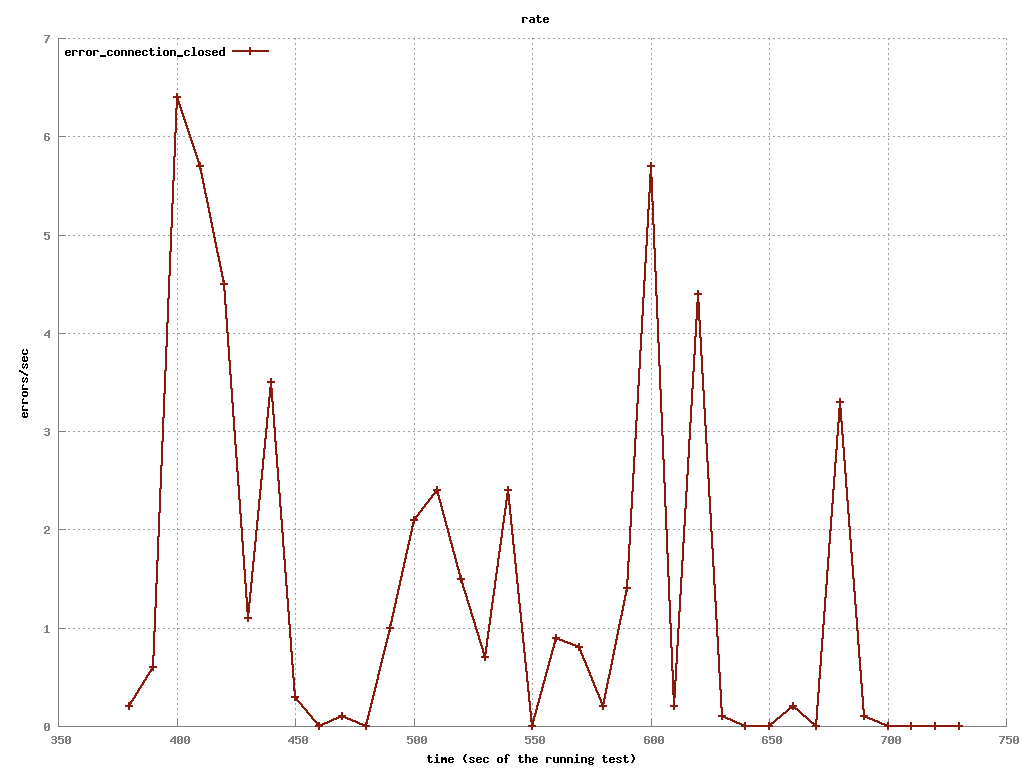 rate
error_connection_closed
7
6
5
4
3
2
1
0
errors/sec
350 400 450 500 550 600 650 700 750
time (sec of the running test)